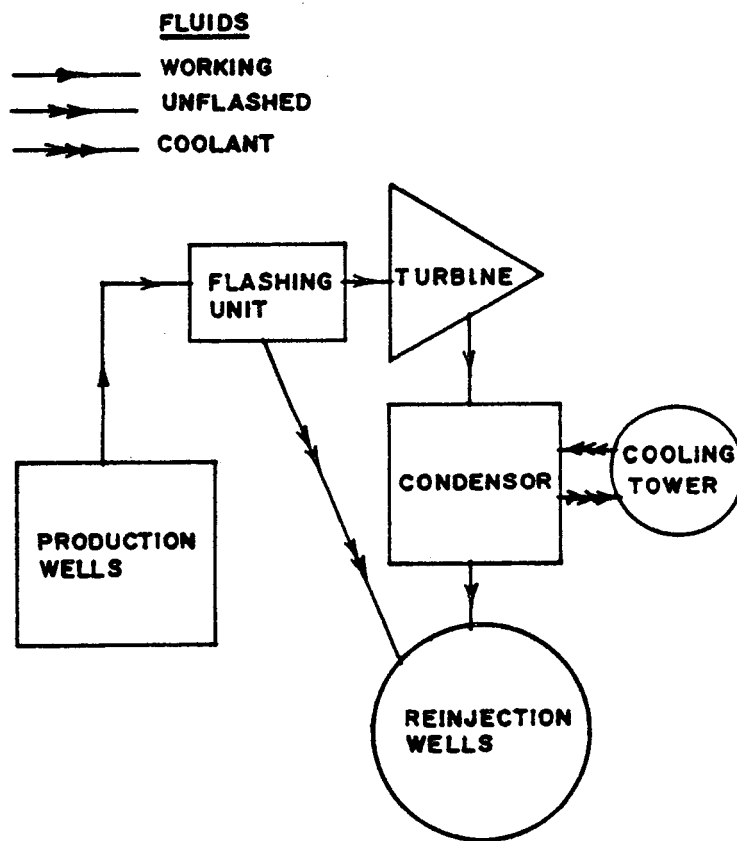 FLUIDS
WORKING
UNFLASHED
COOLANT
FLASHING
UNIT
TURBINE
CONDENSOR
COOLING
TOWER
PRODUCTION
WELLS
REINJECTION
WELLS